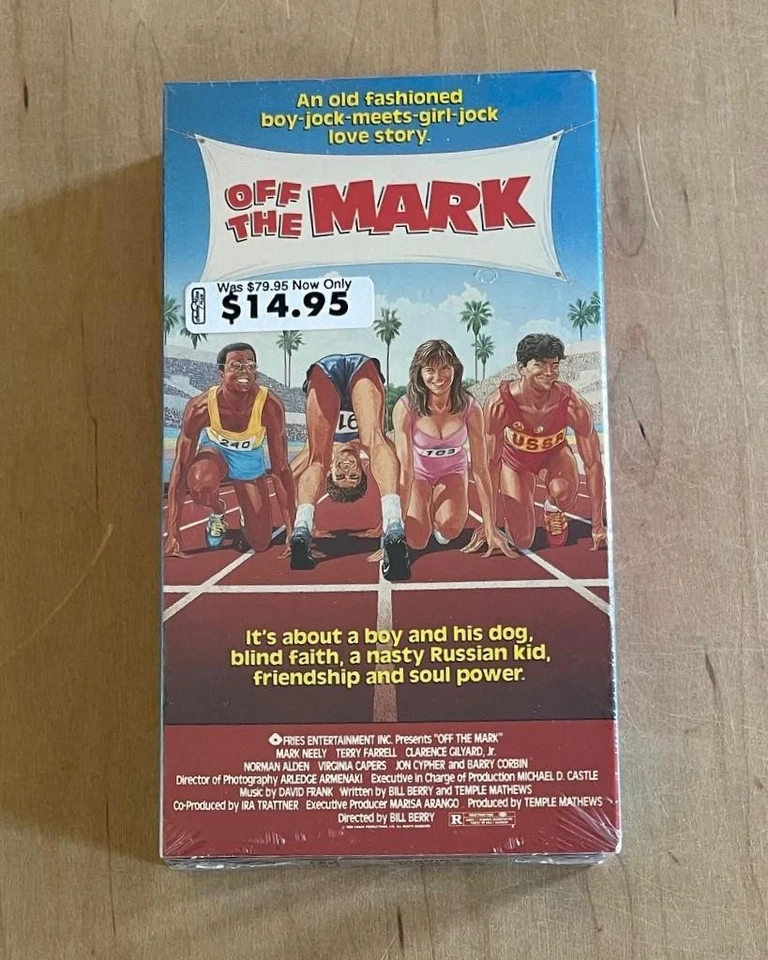 An old fashioned
boy-jock-meets-girl-jock
love story.
OFF
THE MARK
Was $79.95 Now Only
$14.95
240
16
103
USSR
It's about a boy and his dog,
blind faith, a nasty Russian kid,
friendship and soul power.
FRIES ENTERTAINMENT INC. Presents "OFF THE MARK"
MARK NEELY TERRY FARRELL CLARENCE GILYARD, Jr.
NORMAN ALDEN VIRGINIA CAPERS JON CYPHER and BARRY CORBIN
Director of Photography ARLEDGE ARMENAKI Executive in Charge of Production MICHAEL D. CASTLE
Music by DAVID FRANK Written by BILL BERRY and TEMPLE MATHEWS
Co-Produced by IRA TRATTNER Executive Producer MARISA ARANGO Produced by TEMPLE MATHEWS
Directed by BILL BERRY R